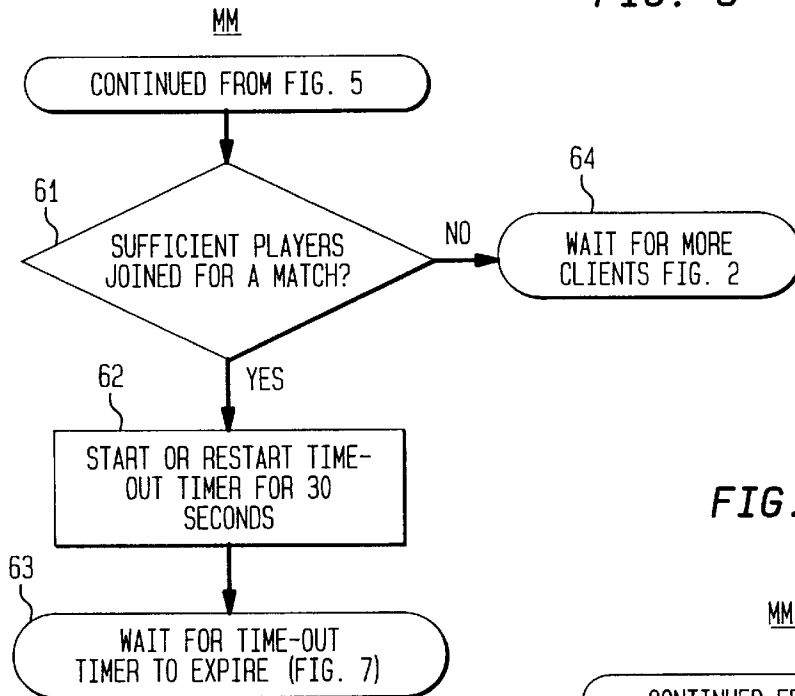 MM
CONTINUED FROM FIG. 5
61
SUFFICIENT PLAYERS
JOINED FOR A MATCH?
NO
64
WAIT FOR MORE
CLIENTS FIG. 2
YES
62
START OR RESTART TIME-
OUT TIMER FOR 30
SECONDS
FIG.
63
WAIT FOR TIME-OUT
TIMER TO EXPIRE (FIG. 7)
MM
CONTINUED